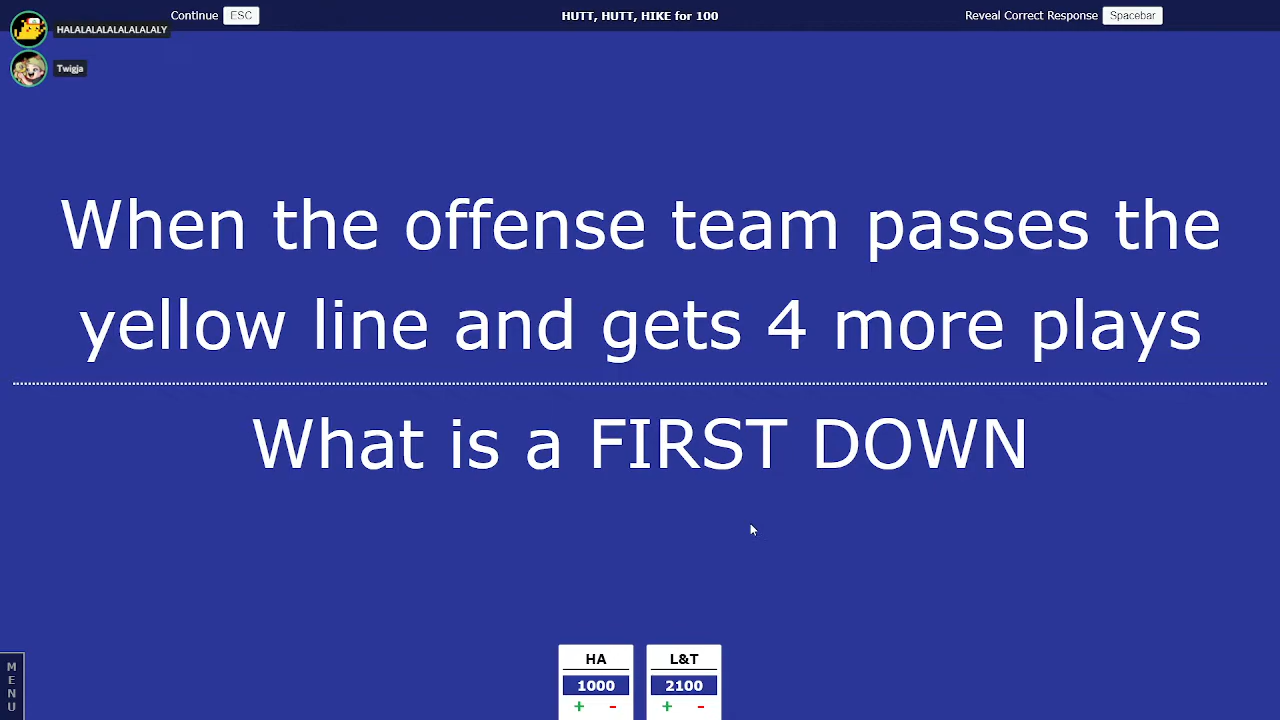 Continue ESC
HUTT, HUTT, HIKE for 100
Reveal Correct Response Spacebar
HALALALALALALALALY
Twigja
When the offense team passes the
yellow line and gets 4 more plays
What is a FIRST DOWN
MENU
HA
1000
+ -
L&T
2100
+ -